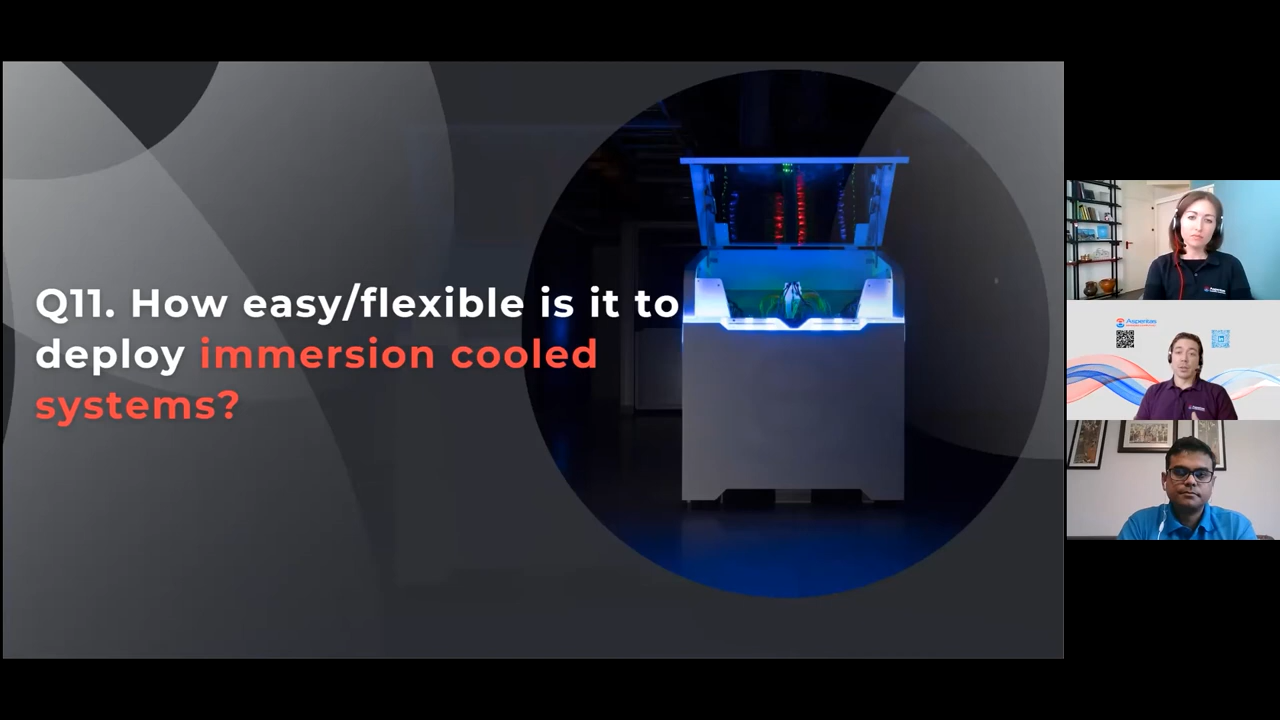 Q11. How easy/flexible is it to
deploy immersion cooled
systems?
Asperitas